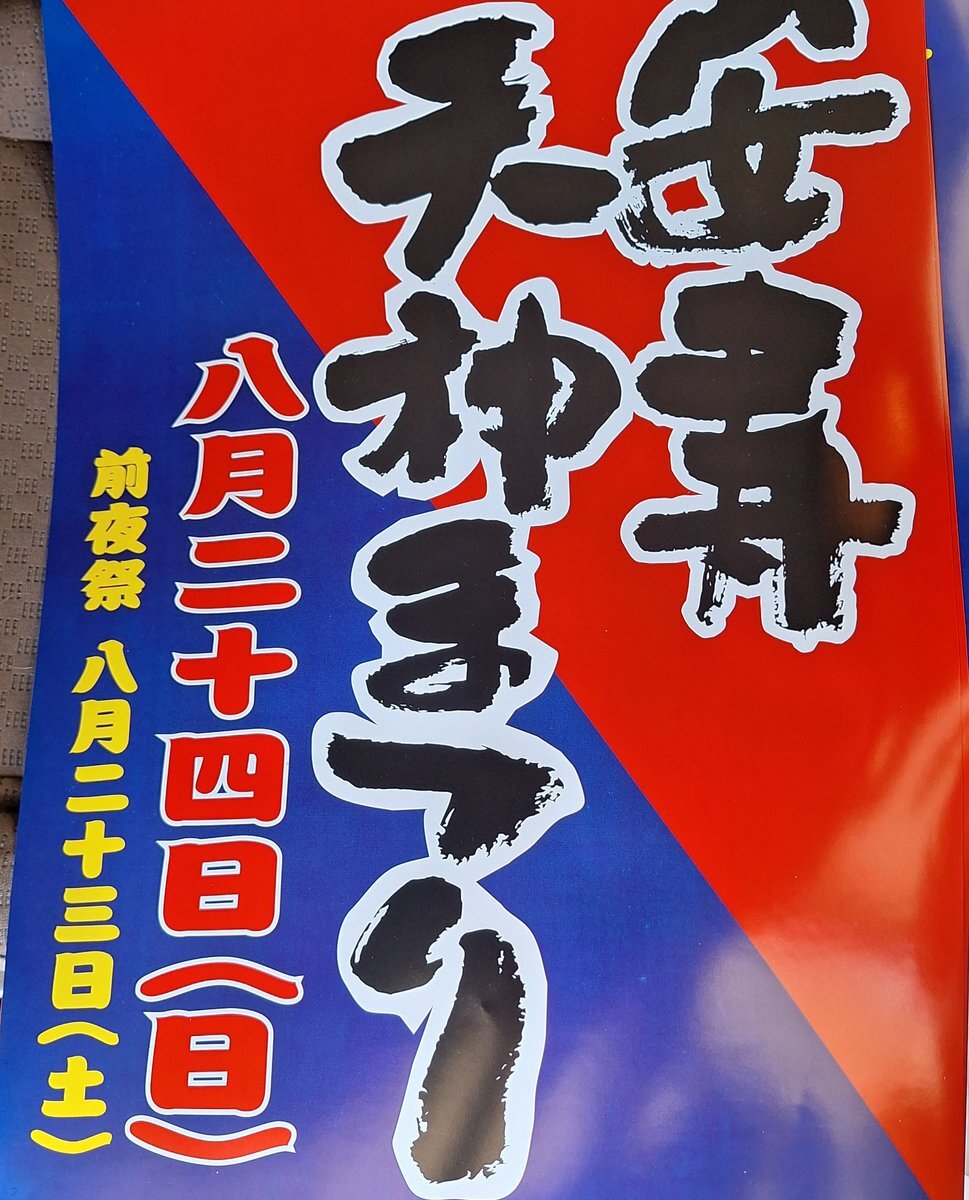 安
天神まつり
八月二十四日(日)
前夜祭 八月二十三日(土)